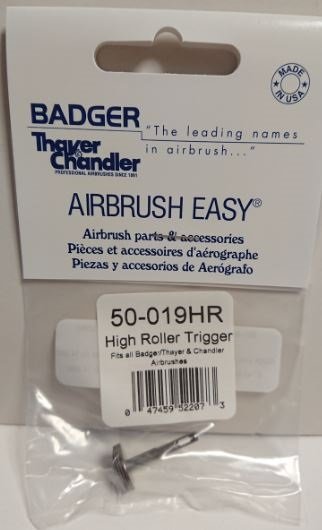 MADE
IN USA
BADGER
Thayer
&
Chandler
PROFESSIONAL AIRBRUSHES SINCE 1891
"The leading names
in airbrush..."
AIRBRUSH EASY®
Airbrush parts & accessories
Pièces et accessoires d'aérographe
Piezas y accesorios de Aerógrafo
50-019HR
High Roller Trigger
Fits all Badger/Thayer & Chandler
Airbrushes
0 47459 52207 3